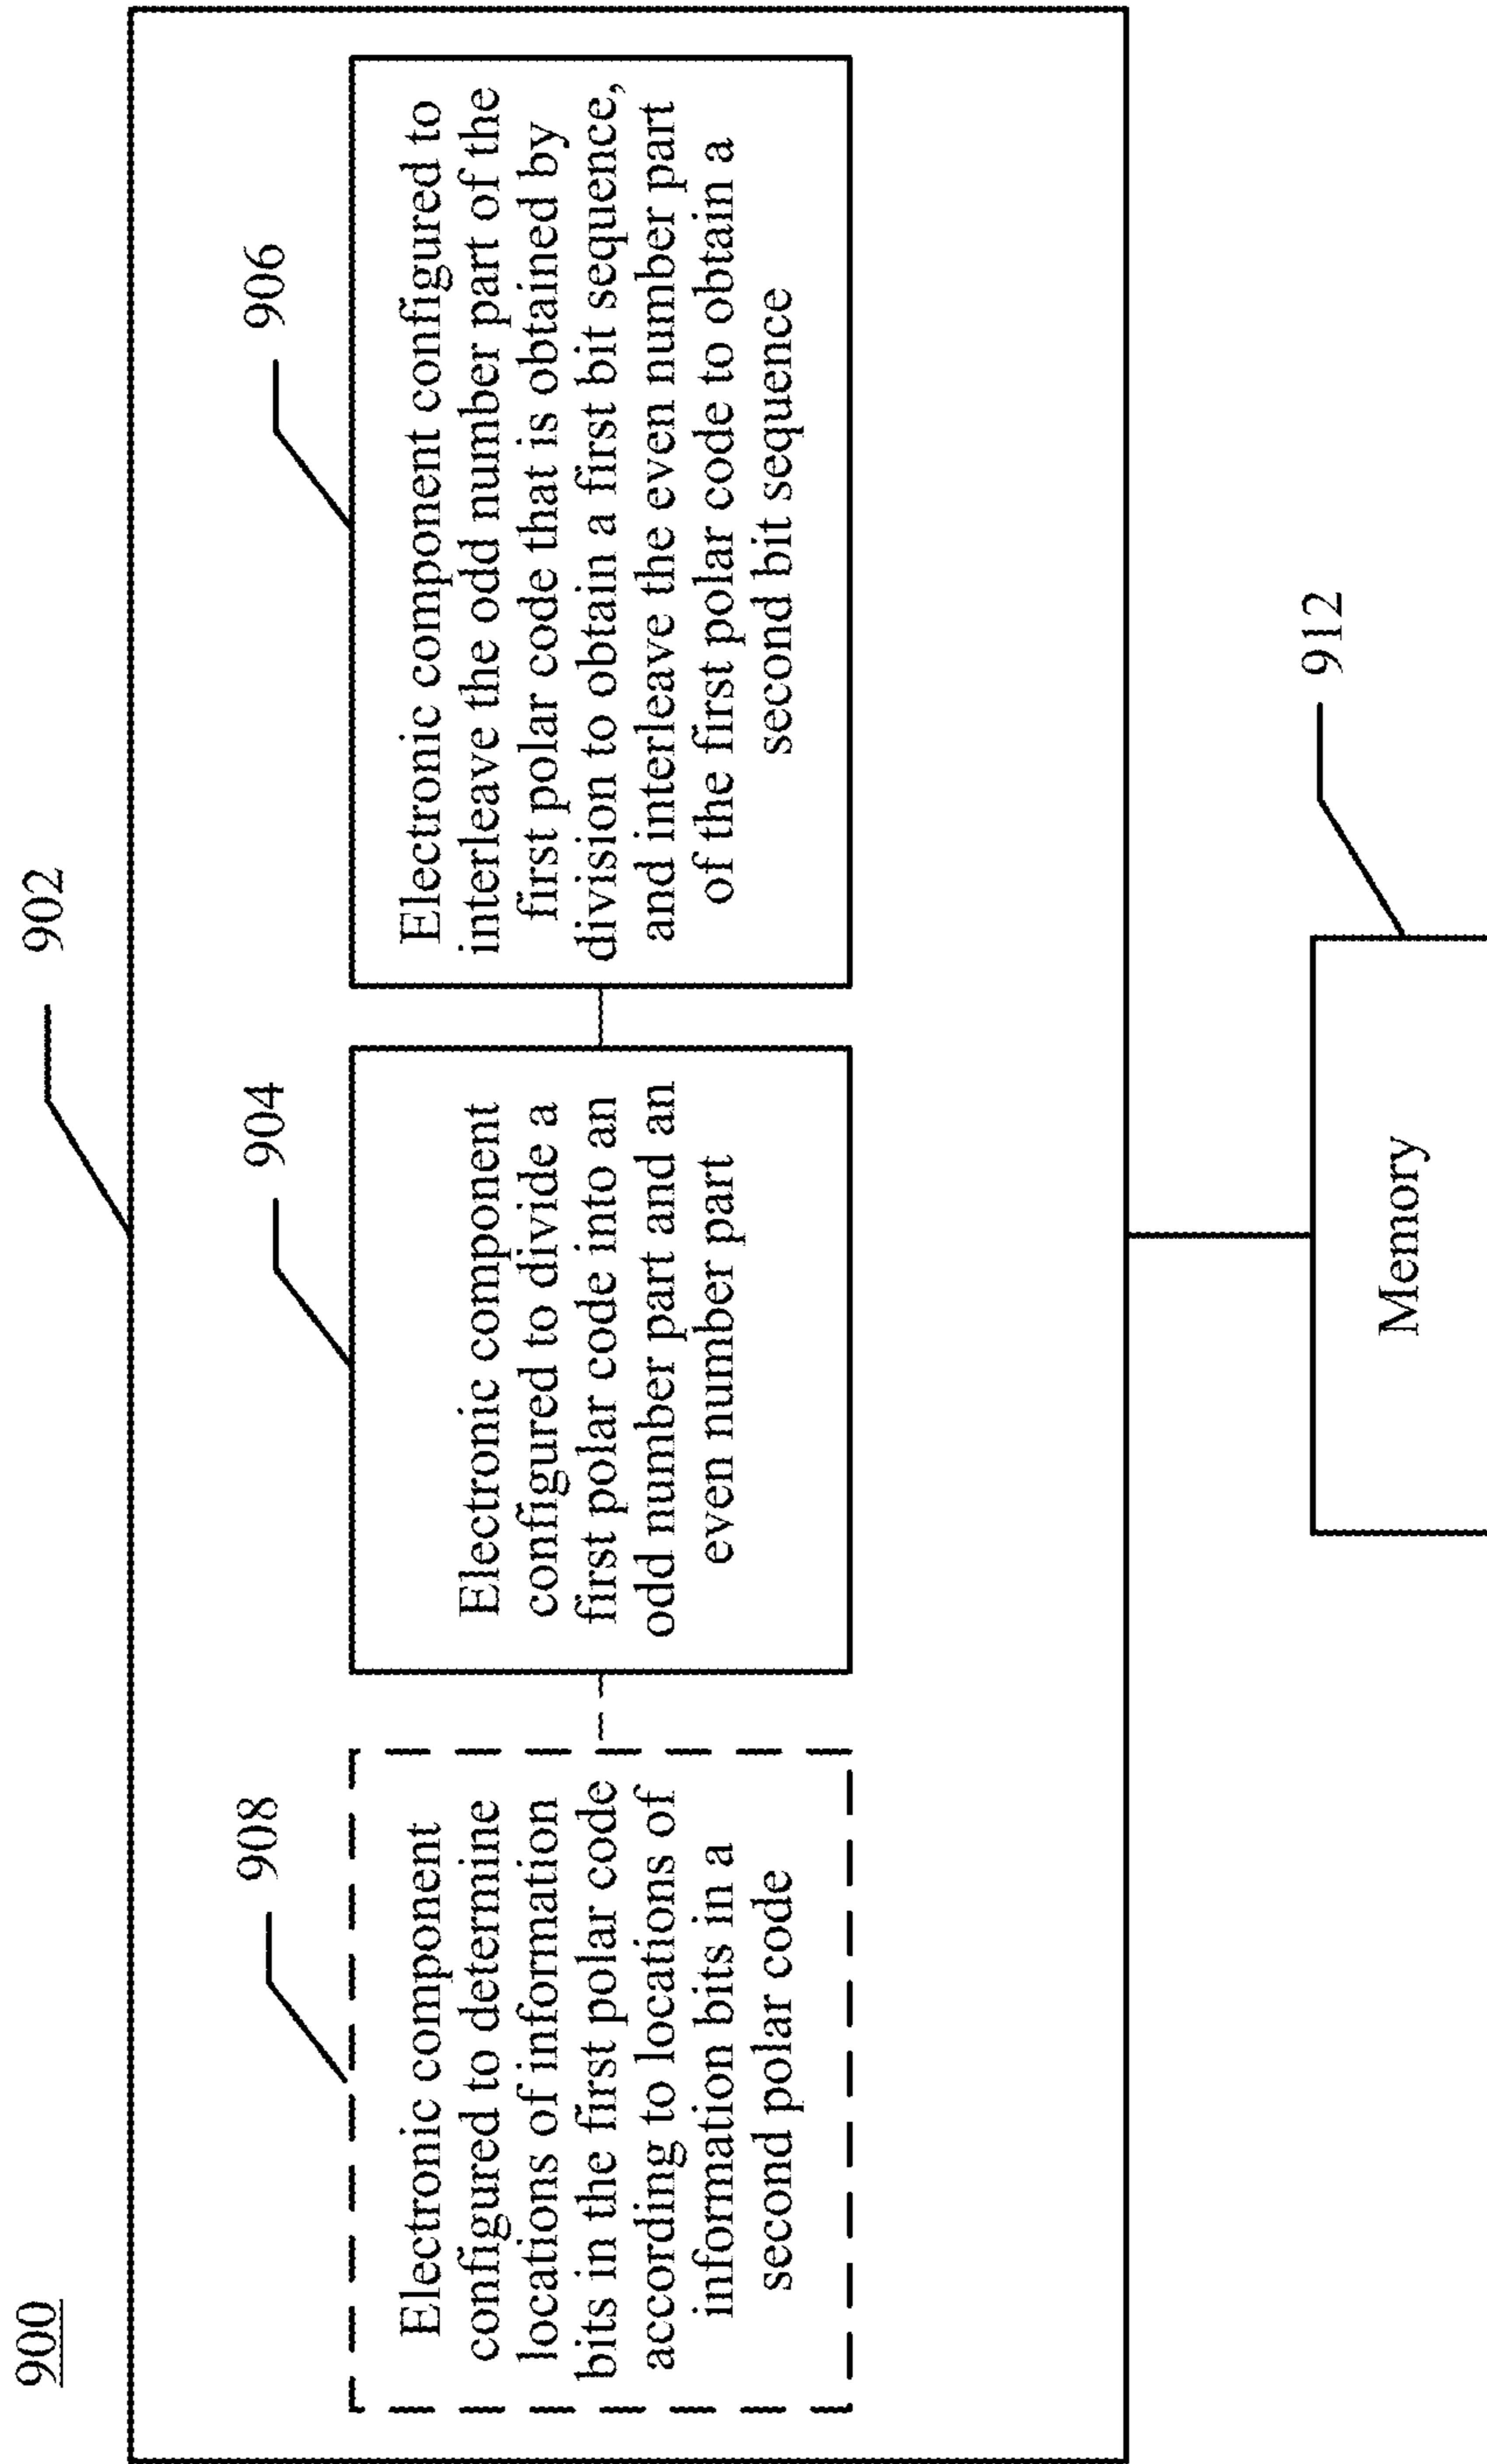 900
902
908
Electronic component
configured to determine
locations of information
bits in the first polar code
according to locations of
information bits in a
second polar code
904
Electronic component
configured to divide a
first polar code into an
odd number part and an
even number part
906
Electronic component configured to
interleave the odd number part of the
first polar code that is obtained by
division to obtain a first bit sequence,
and interleave the even number part
of the first polar code to obtain a
second bit sequence
912
Memory